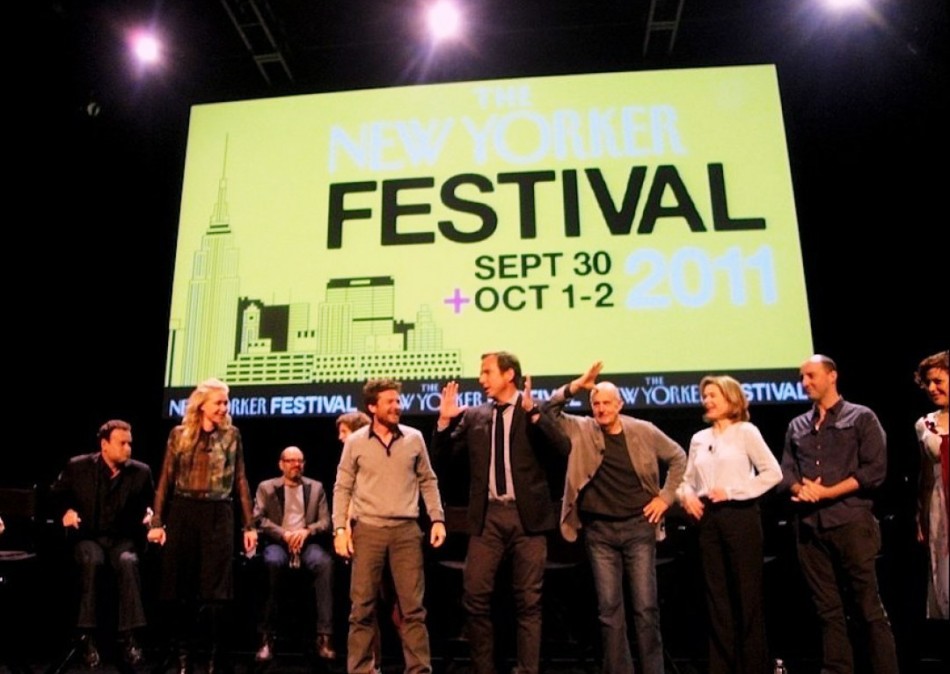 THE
NEW YORKER
FESTIVAL
SEPT 30
+OCT 1-2
2011
NEW YORKER FESTIVAL
THE
NEW YORKER FESTIVAL
THE
NEW YORKER FESTIVAL